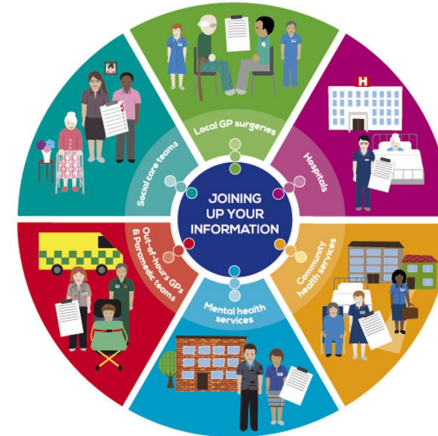 Local GP surgeries
H
Hospitals
Community
health services
Mental health
services
Out-of-hours GPs
& Paramedic teams
Social care teams
JOINING
UP YOUR
INFORMATION